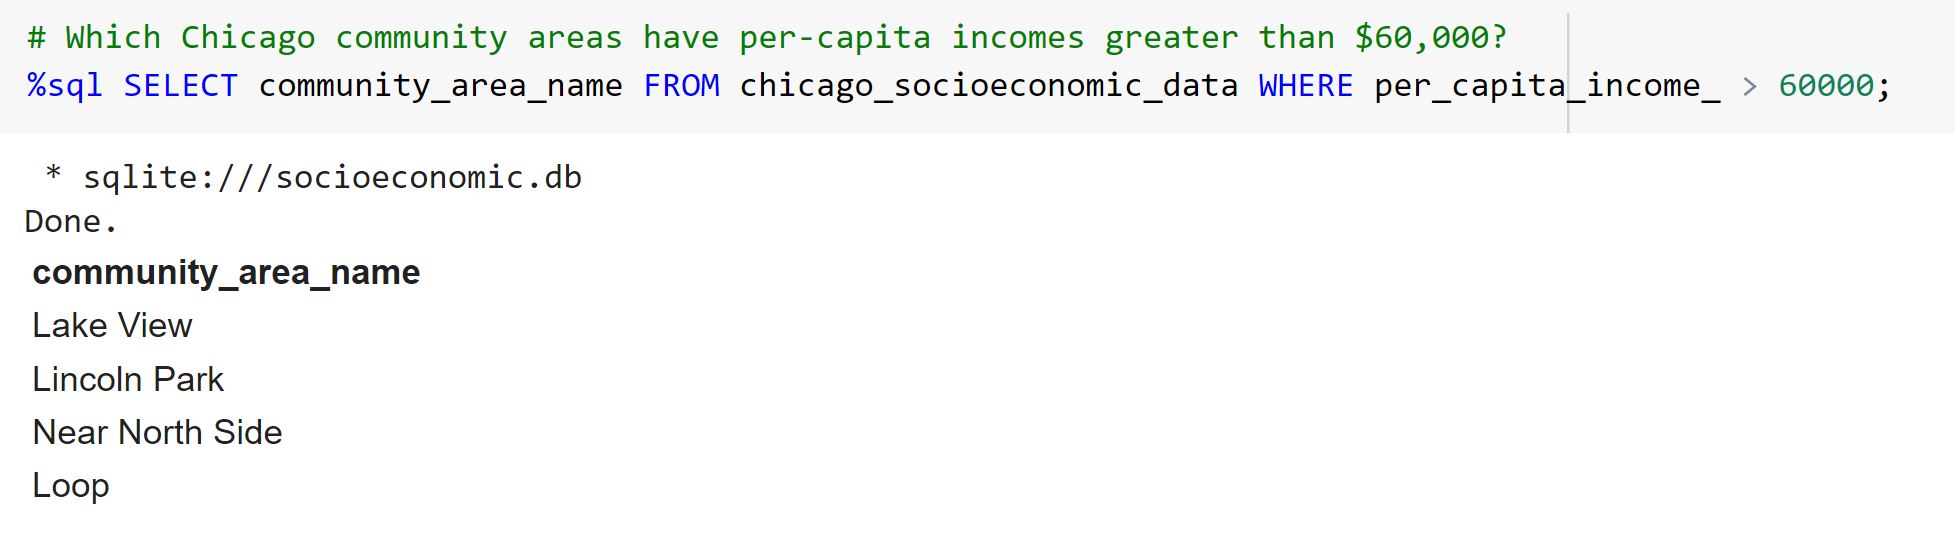 # Which Chicago community areas have per-capita incomes greater than $60,000?
%sql SELECT community_area_name FROM chicago_socioeconomic_data WHERE per_capita_income_ > 60000;
* sqlite:///socioeconomic.db
Done.
community_area_name
Lake View
Lincoln Park
Near North Side
Loop